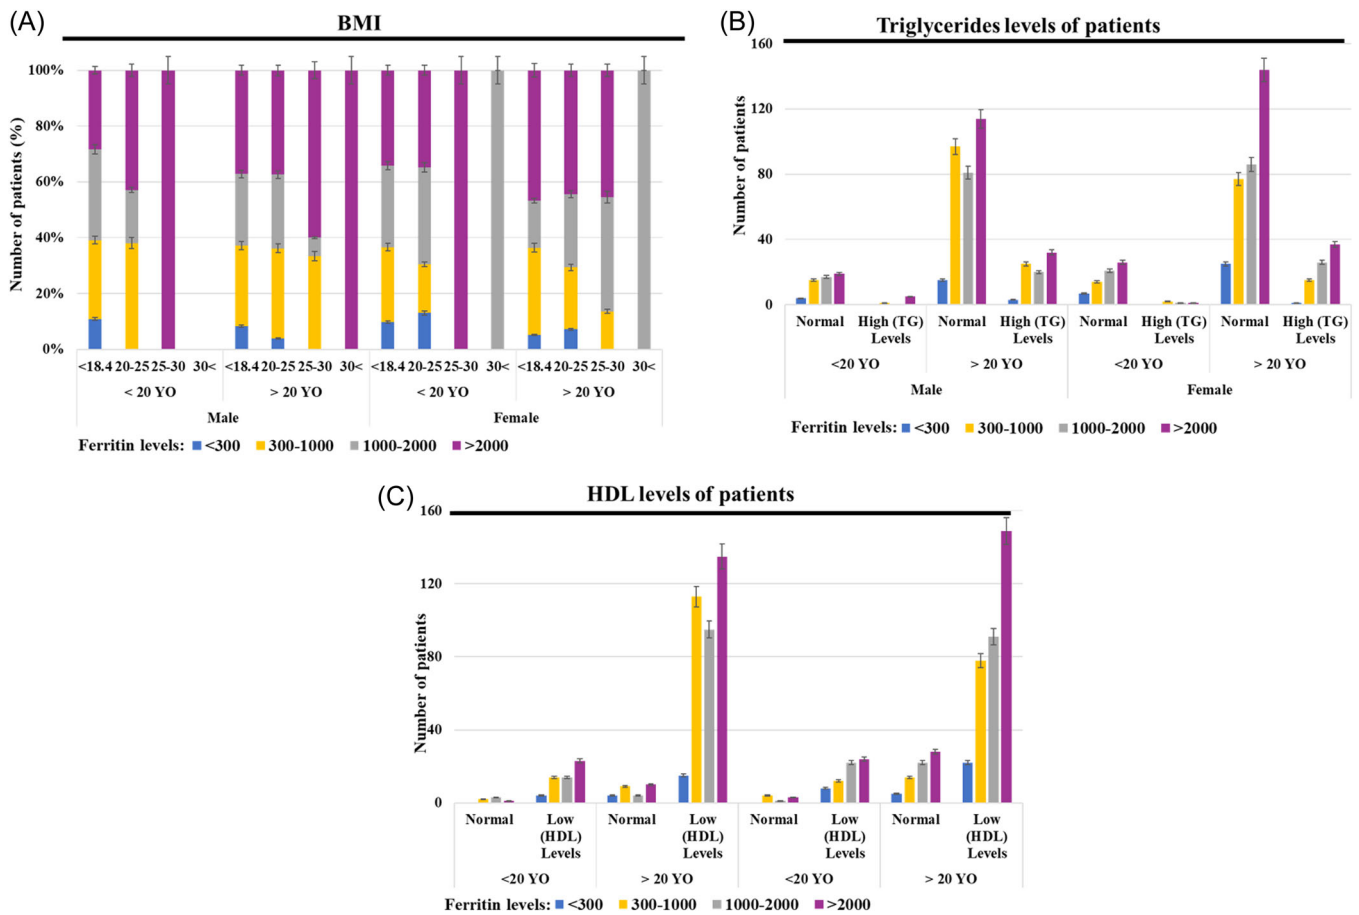 (A)
BMI
Number of patients (%)
100%
80%
60%
40%
20%
0%
<18.4 20-25 25-30 30< <18.4 20-25 25-30 30< <18.4 20-25 25-30 30< <18.4 20-25 25-30 30<
< 20 YO > 20 YO < 20 YO > 20 YO
Male Female
Ferritin levels: <300 300-1000 1000-2000 >2000
(B)
Triglycerides levels of patients
Number of patients
160
120
80
40
0
Normal High (TG) Normal High (TG) Normal High (TG) Normal High (TG)
Levels Levels Levels Levels
<20 YO > 20 YO <20 YO > 20 YO
Male Female
Ferritin levels: <300 300-1000 1000-2000 >2000
(C)
HDL levels of patients
Number of patients
160
120
80
40
0
Normal Low Normal Low Normal Low Normal Low
(HDL) (HDL) (HDL) (HDL)
Levels Levels Levels Levels
<20 YO > 20 YO <20 YO > 20 YO
Ferritin levels: <300 300-1000 1000-2000 >2000